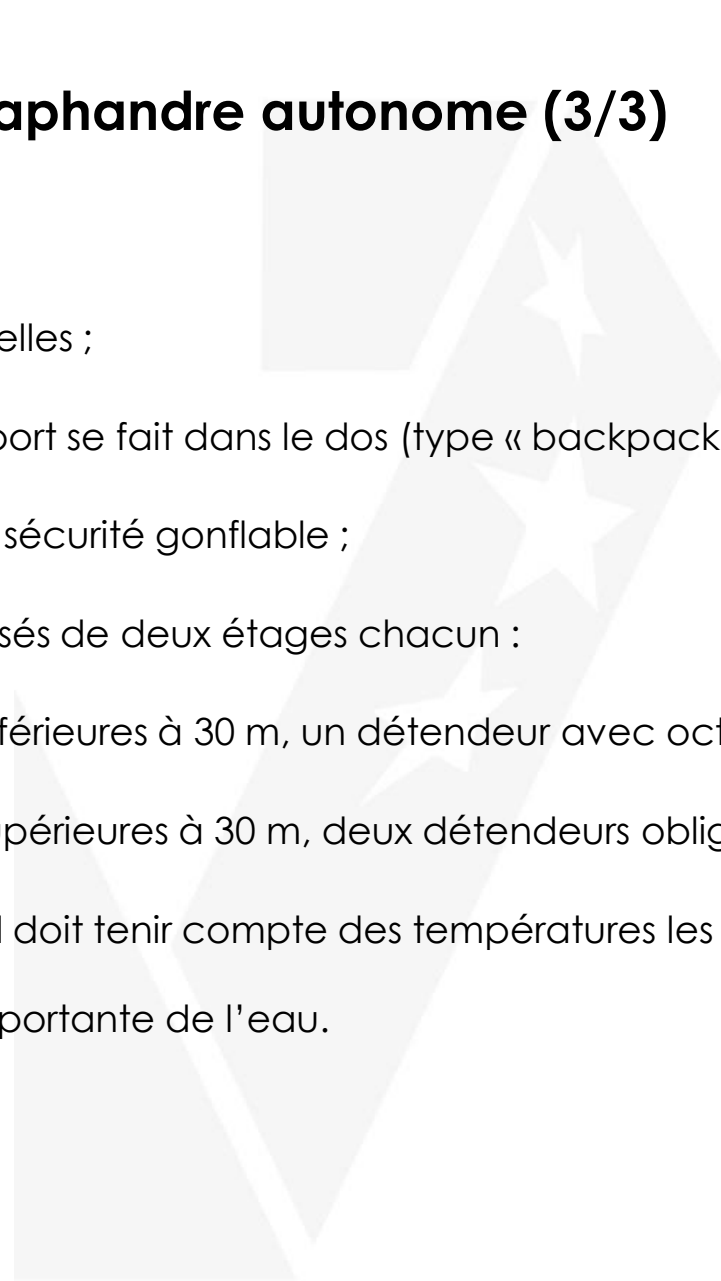 aphandre autonome (3/3)
elles ;
port se fait dans le dos (type « backpack
sécurité gonflable ;
sés de deux étages chacun :
férieures à 30 m, un détendeur avec oct
upérieures à 30 m, deux détendeurs oblig
doit tenir compte des températures les
portante de l’eau.